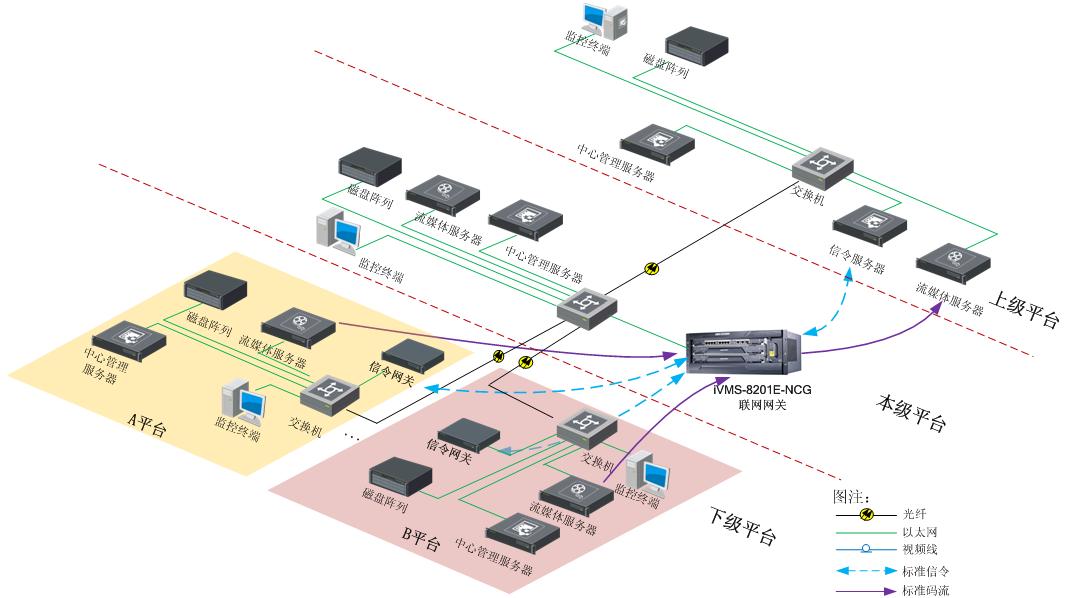 监控终端
磁盘阵列
中心管理服务器
交换机
信令服务器
流媒体服务器
上级平台
磁盘阵列
流媒体服务器
中心管理服务器
监控终端
iVMS-8201E-NCG
联网网关
本级平台
磁盘阵列
流媒体服务器
中心管理
服务器
信令网关
监控终端
交换机
A平台
...
信令网关
交换机
监控终端
磁盘阵列
流媒体服务器
中心管理服务器
B平台
下级平台
图注：
光纤
以太网
视频线
标准信令
标准码流